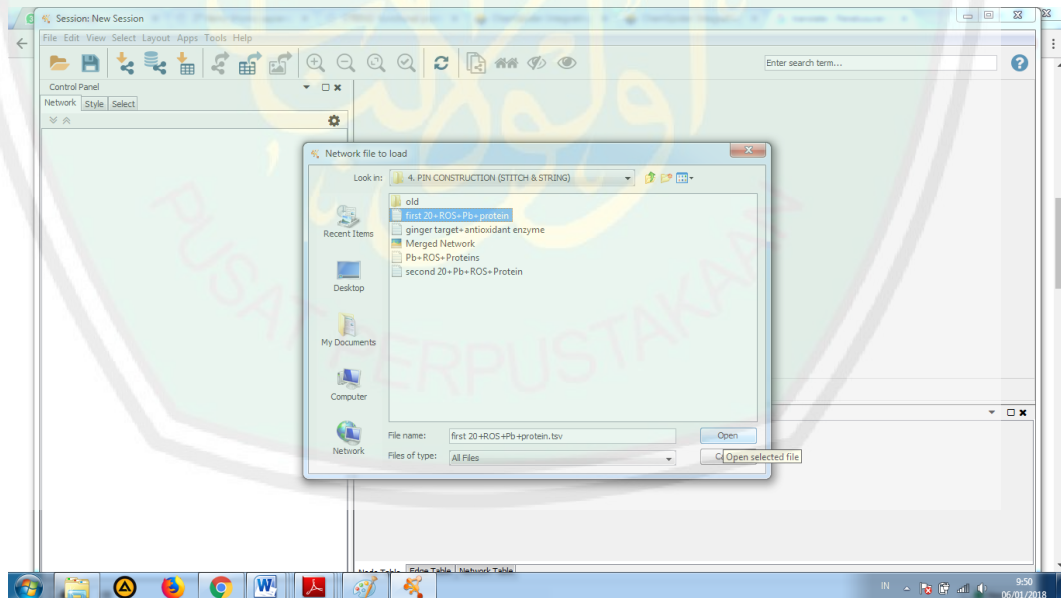 Session: New Session
File Edit View Select Layout Apps Tools Help
Enter search term...
Control Panel
Network Style Select
Network file to load
Look in: 4. PIN CONSTRUCTION (STITCH & STRING)
old
first 20+ROS+Pb+protein
ginger target+antioxidant enzyme
Merged Network
Pb+ROS+Proteins
second 20+Pb+ROS+Protein
Recent Items
Desktop
My Documents
Computer
Network
File name: first 20+ROS+Pb+protein.tsv
Open
Files of type: All Files
Open selected file
PUSAT PERPUSTAKAAN
Node Table Edge Table Network Table
IN
9:50
06/01/2018